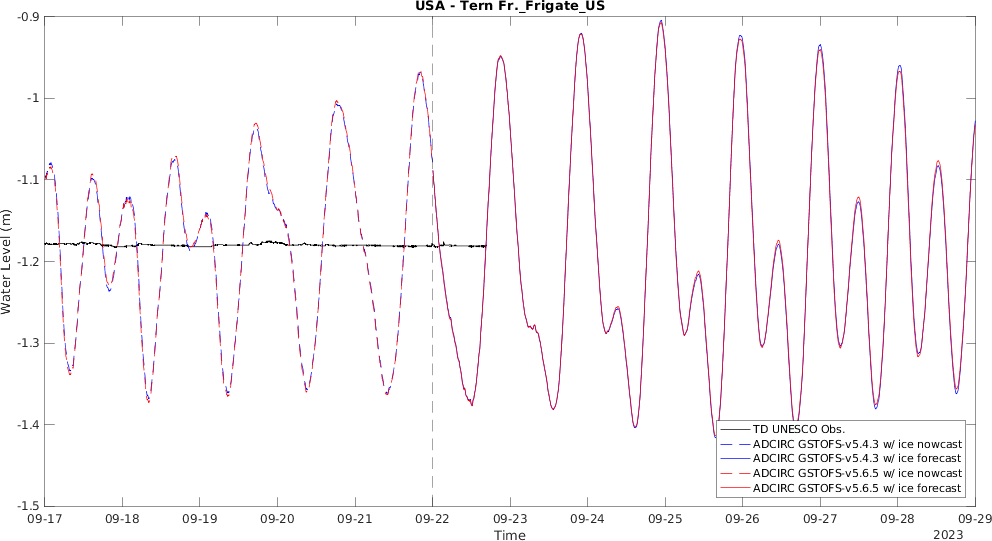 USA - Tern Fr._Frigate_US
Water Level (m)
-0.9
-1
-1.1
-1.2
-1.3
-1.4
-1.5
TD UNESCO Obs.
ADCIRC GSTOFS-v5.4.3 w/ ice nowcast
ADCIRC GSTOFS-v5.4.3 w/ ice forecast
ADCIRC GSTOFS-v5.6.5 w/ ice nowcast
ADCIRC GSTOFS-v5.6.5 w/ ice forecast
09-17 09-18 09-19 09-20 09-21 09-22 09-23 09-24 09-25 09-26 09-27 09-28 09-29
Time
2023